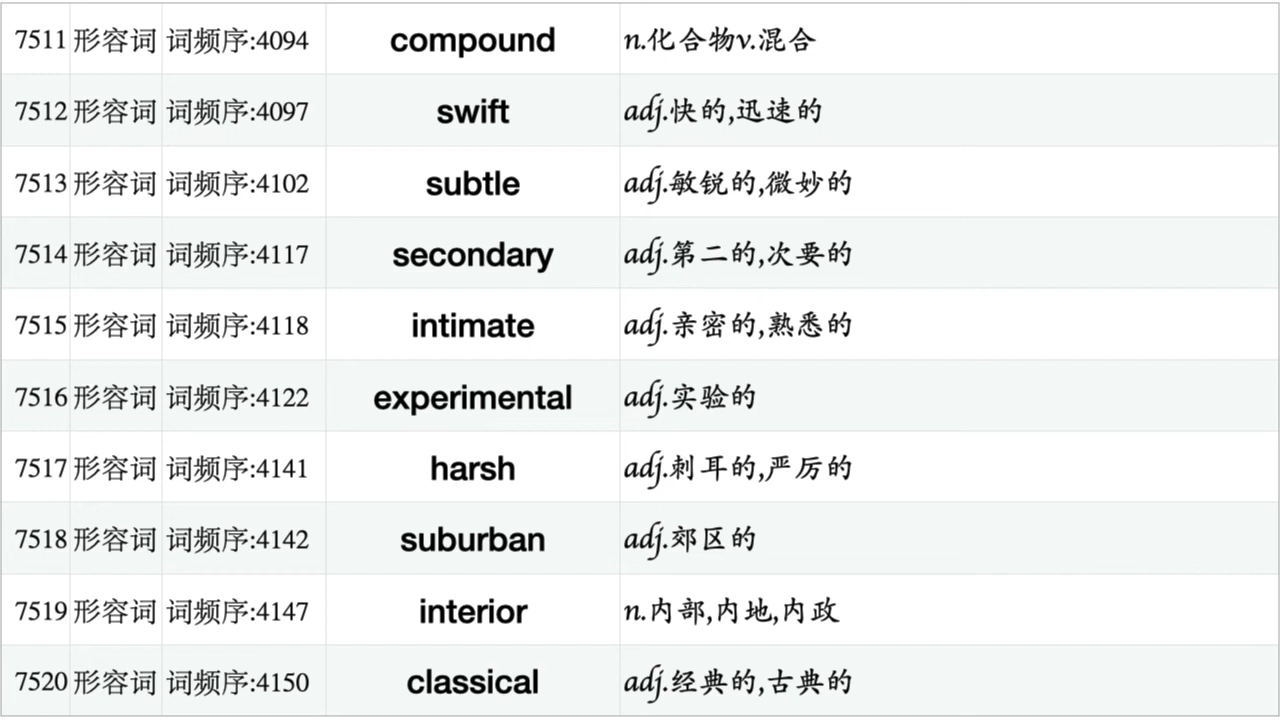 7511 形容词 词频序:4094 compound n.化合物v.混合
7512 形容词 词频序:4097 swift adj.快的,迅速的
7513 形容词 词频序:4102 subtle adj.敏锐的,微妙的
7514 形容词 词频序:4117 secondary adj.第二的,次要的
7515 形容词 词频序:4118 intimate adj.亲密的,熟悉的
7516 形容词 词频序:4122 experimental adj.实验的
7517 形容词 词频序:4141 harsh adj.刺耳的,严厉的
7518 形容词 词频序:4142 suburban adj.郊区的
7519 形容词 词频序:4147 interior n.内部,内地,内政
7520 形容词 词频序:4150 classical adj.经典的,古典的